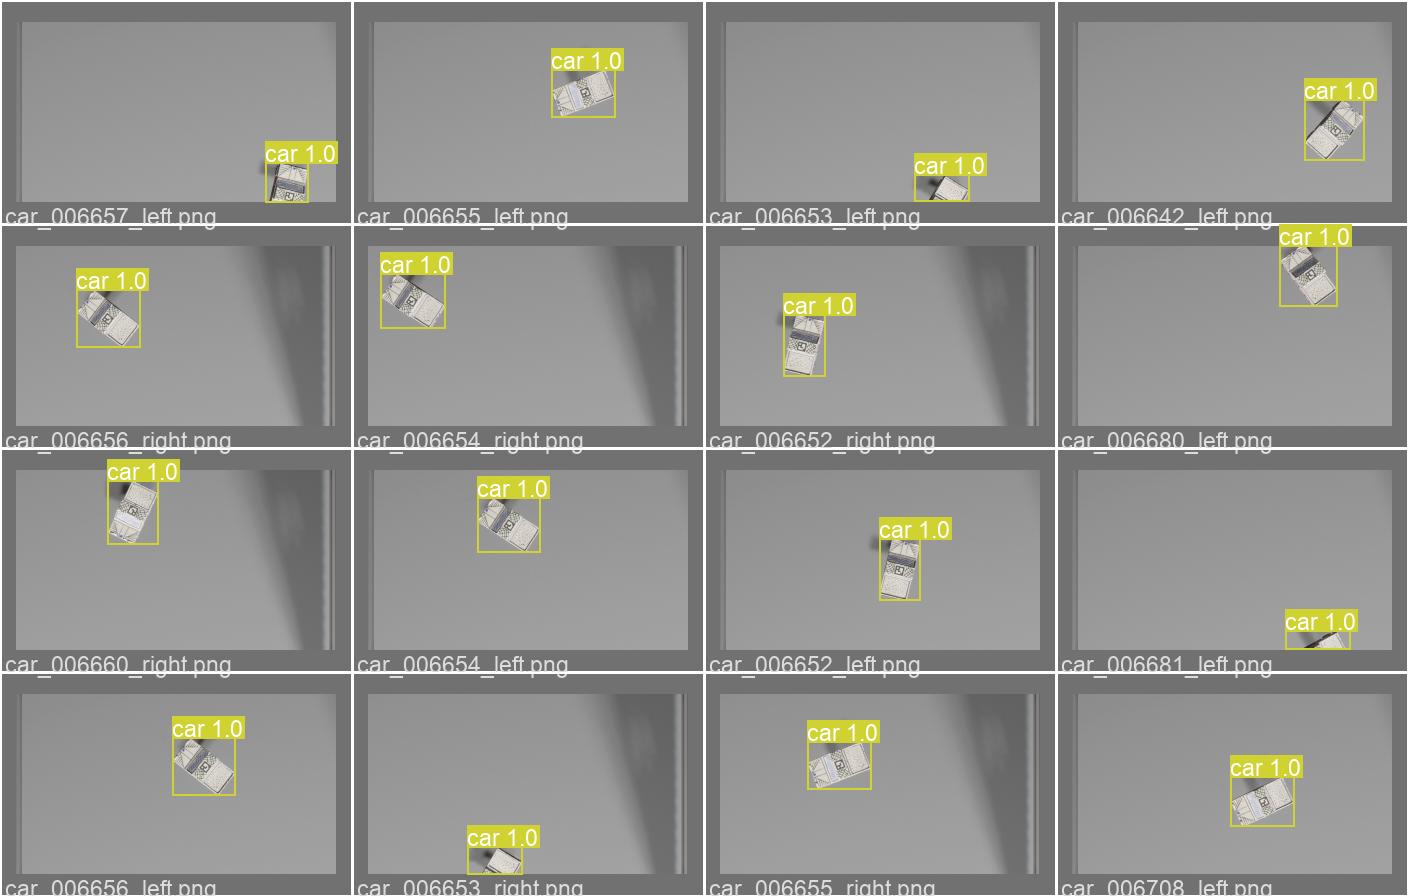 car 1.0
car_006657_left.png
car 1.0
car_006655_left.png
car 1.0
car_006653_left.png
car 1.0
car_006642_left.png
car 1.0
car_006656_right.png
car 1.0
car_006654_right.png
car 1.0
car_006652_right.png
car 1.0
car_006680_left.png
car 1.0
car_006660_right.png
car 1.0
car_006654_left.png
car 1.0
car_006652_left.png
car 1.0
car_006681_left.png
car 1.0
car_006656_left.png
car 1.0
car_006653_right.png
car 1.0
car_006655_right.png
car 1.0
car_006708_left.png